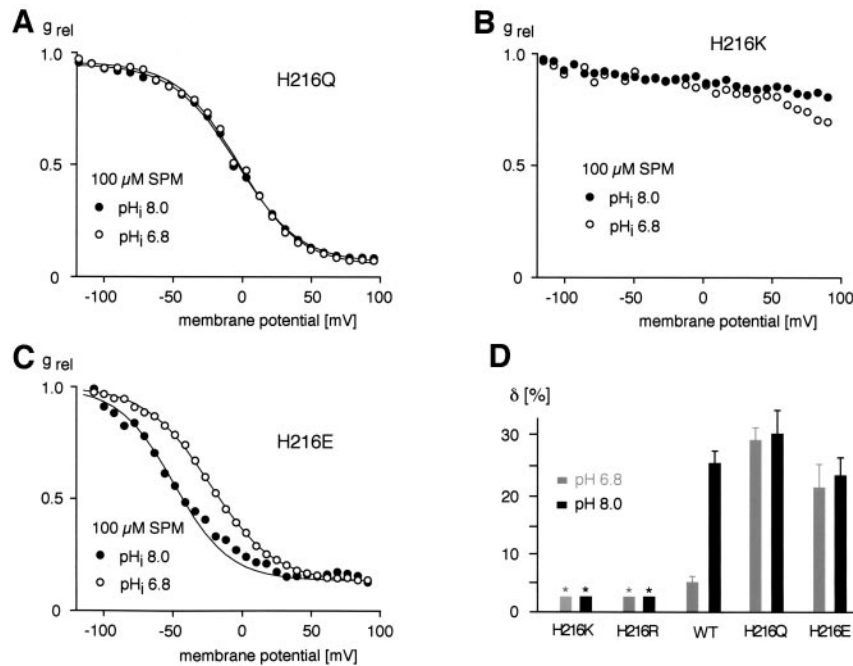 A
g rel
H216Q
1.0
0.5
0
100 µM SPM
● pHi 8.0
○ pHi 6.8
-100 -50 0 50 100
membrane potential [mV]
B
g rel
H216K
1.0
0.5
0
100 µM SPM
● pHi 8.0
○ pHi 6.8
-100 -50 0 50 100
membrane potential [mV]
C
g rel
H216E
1.0
0.5
0
100 µM SPM
● pHi 8.0
○ pHi 6.8
-100 -50 0 50 100
membrane potential [mV]
D
δ [%]
30
20
10
5
0
pH 6.8
pH 8.0
* * * *
H216K H216R WT H216Q H216E